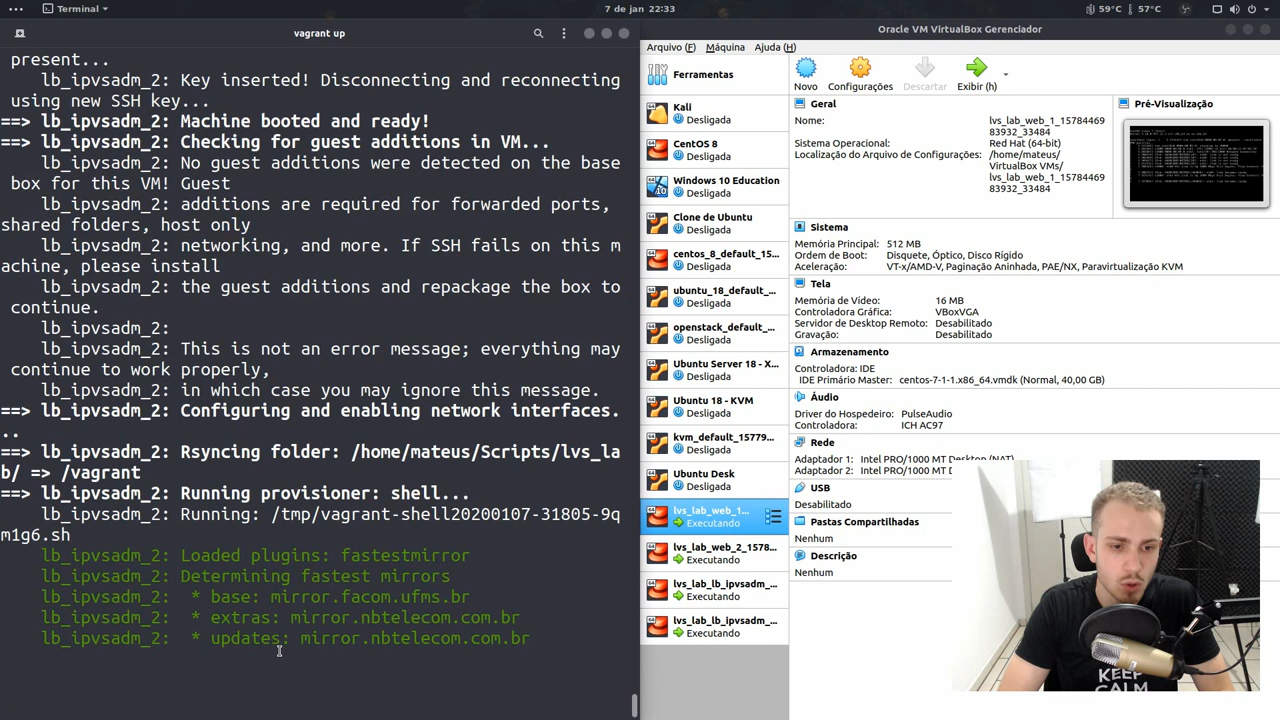 Terminal
7 de jan 22:33
59°C
57°C
vagrant up
present...
lb_ipvsadm_2: Key inserted! Disconnecting and reconnecting
using new SSH key...
==> lb_ipvsadm_2: Machine booted and ready!
==> lb_ipvsadm_2: Checking for guest additions in VM...
lb_ipvsadm_2: No guest additions were detected on the base
box for this VM! Guest
lb_ipvsadm_2: additions are required for forwarded ports,
shared folders, host only
lb_ipvsadm_2: networking, and more. If SSH fails on this m
achine, please install
lb_ipvsadm_2: the guest additions and repackage the box to
continue.
lb_ipvsadm_2:
lb_ipvsadm_2: This is not an error message; everything may
continue to work properly,
lb_ipvsadm_2: in which case you may ignore this message.
==> lb_ipvsadm_2: Configuring and enabling network interfaces.
..
==> lb_ipvsadm_2: Rsyncing folder: /home/mateus/Scripts/lvs_la
b/ => /vagrant
==> lb_ipvsadm_2: Running provisioner: shell...
lb_ipvsadm_2: Running: /tmp/vagrant-shell20200107-31805-9q
m1g6.sh
lb_ipvsadm_2: Loaded plugins: fastestmirror
lb_ipvsadm_2: Determining fastest mirrors
lb_ipvsadm_2: * base: mirror.facom.ufms.br
lb_ipvsadm_2: * extras: mirror.nbtelecom.com.br
lb_ipvsadm_2: * updates: mirror.nbtelecom.com.br
Oracle VM VirtualBox Gerenciador
Arquivo (F) Máquina Ajuda (H)
Ferramentas
Novo Configurações Descartar Exibir (h)
Kali
Desligada
CentOS 8
Desligada
Windows 10 Education
Desligada
Clone de Ubuntu
Desligada
centos_8_default_15...
Desligada
ubuntu_18_default_...
Desligada
openstack_default_...
Desligada
Ubuntu Server 18 - X...
Desligada
Ubuntu 18 - KVM
Desligada
kvm_default_15779...
Desligada
Ubuntu Desk
Desligada
lvs_lab_web_1...
Executando
lvs_lab_web_2_1578...
Executando
lvs_lab_lb_ipvsadm_...
Executando
lvs_lab_lb_ipvsadm_...
Executando
Geral
Nome: lvs_lab_web_1_15784469
83932_33484
Sistema Operacional: Red Hat (64-bit)
Localização do Arquivo de Configurações: /home/mateus/
VirtualBox VMs/
lvs_lab_web_1_15784469
83932_33484
Pré-Visualização
Sistema
Memória Principal: 512 MB
Ordem de Boot: Disquete, Óptico, Disco Rígido
Aceleração: VT-x/AMD-V, Paginação Aninhada, PAE/NX, Paravirtualização KVM
Tela
Memória de Vídeo: 16 MB
Controladora Gráfica: VBoxVGA
Servidor de Desktop Remoto: Desabilitado
Gravação: Desabilitado
Armazenamento
Controladora: IDE
IDE Primário Master: centos-7-1-1.x86_64.vmdk (Normal, 40,00 GB)
Áudio
Driver do Hospedeiro: PulseAudio
Controladora: ICH AC97
Rede
Adaptador 1: Intel PRO/1000 MT Desktop (NAT)
Adaptador 2: Intel PRO/1000 MT D
USB
Desabilitado
Pastas Compartilhadas
Nenhum
Descrição
Nenhum
KEEP
CALM